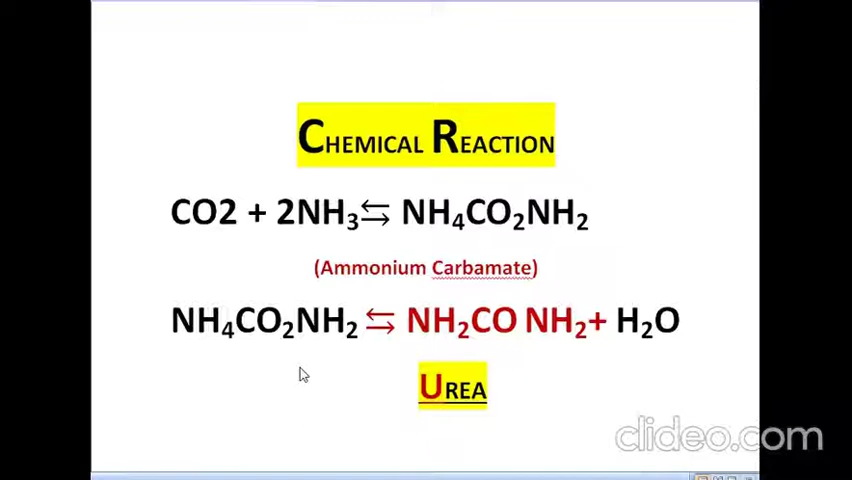 CHEMICAL REACTION
CO2 + 2NH₃⇆ NH₄CO₂NH₂
(Ammonium Carbamate)
NH₄CO₂NH₂ ⇆ NH₂CO NH₂+ H₂O
UREA
clideo.com